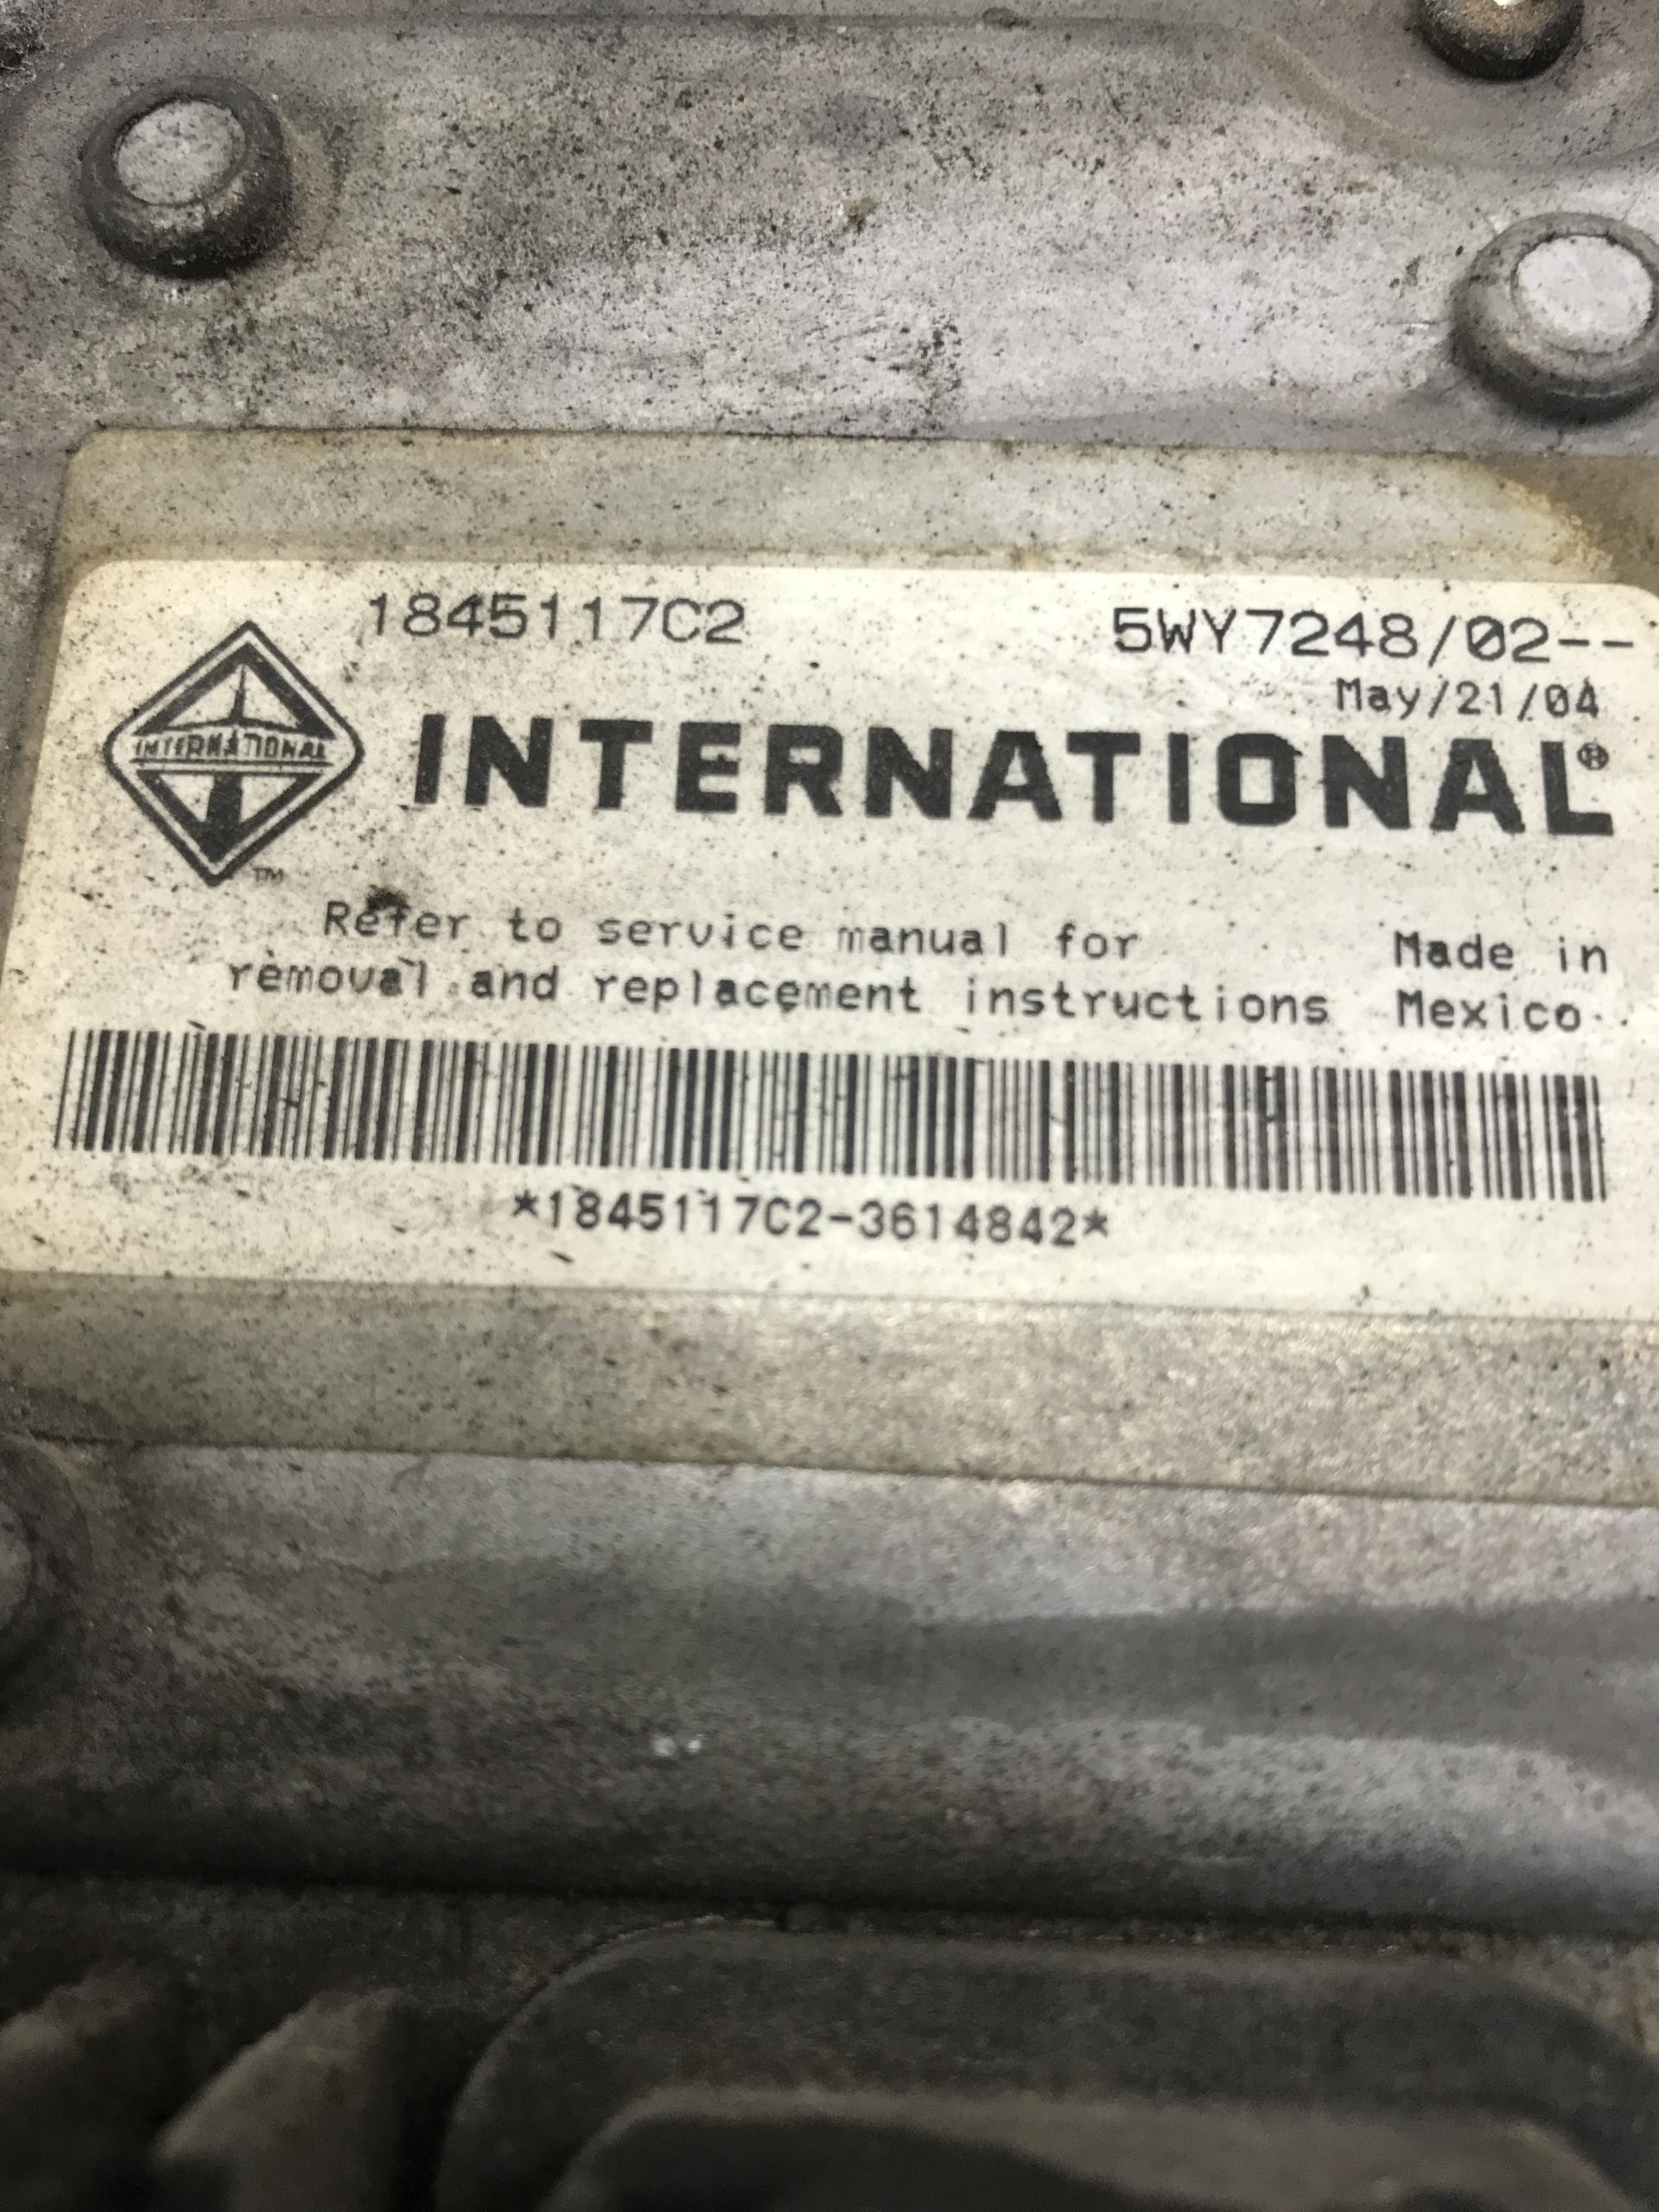 1845117C2 5WY7248/02--
May/21/04
INTERNATIONAL
INTERNATIONAL®
TM
Refer to service manual for
removal and replacement instructions
Made in
Mexico
*1845117C2-3614842*